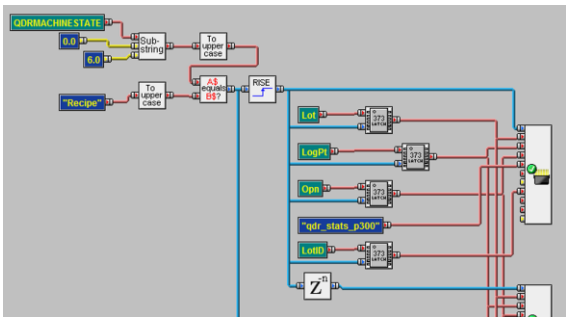 QDRMACHINESTATE
0.0
6.0
Sub-
string
To
upper
case
"Recipe"
To
upper
case
A$
equals
B$?
RISE
Lot
373
LATCH
LogPt
373
LATCH
Opn
373
LATCH
"qdr_stats_p300"
LotID
373
LATCH
Z-n